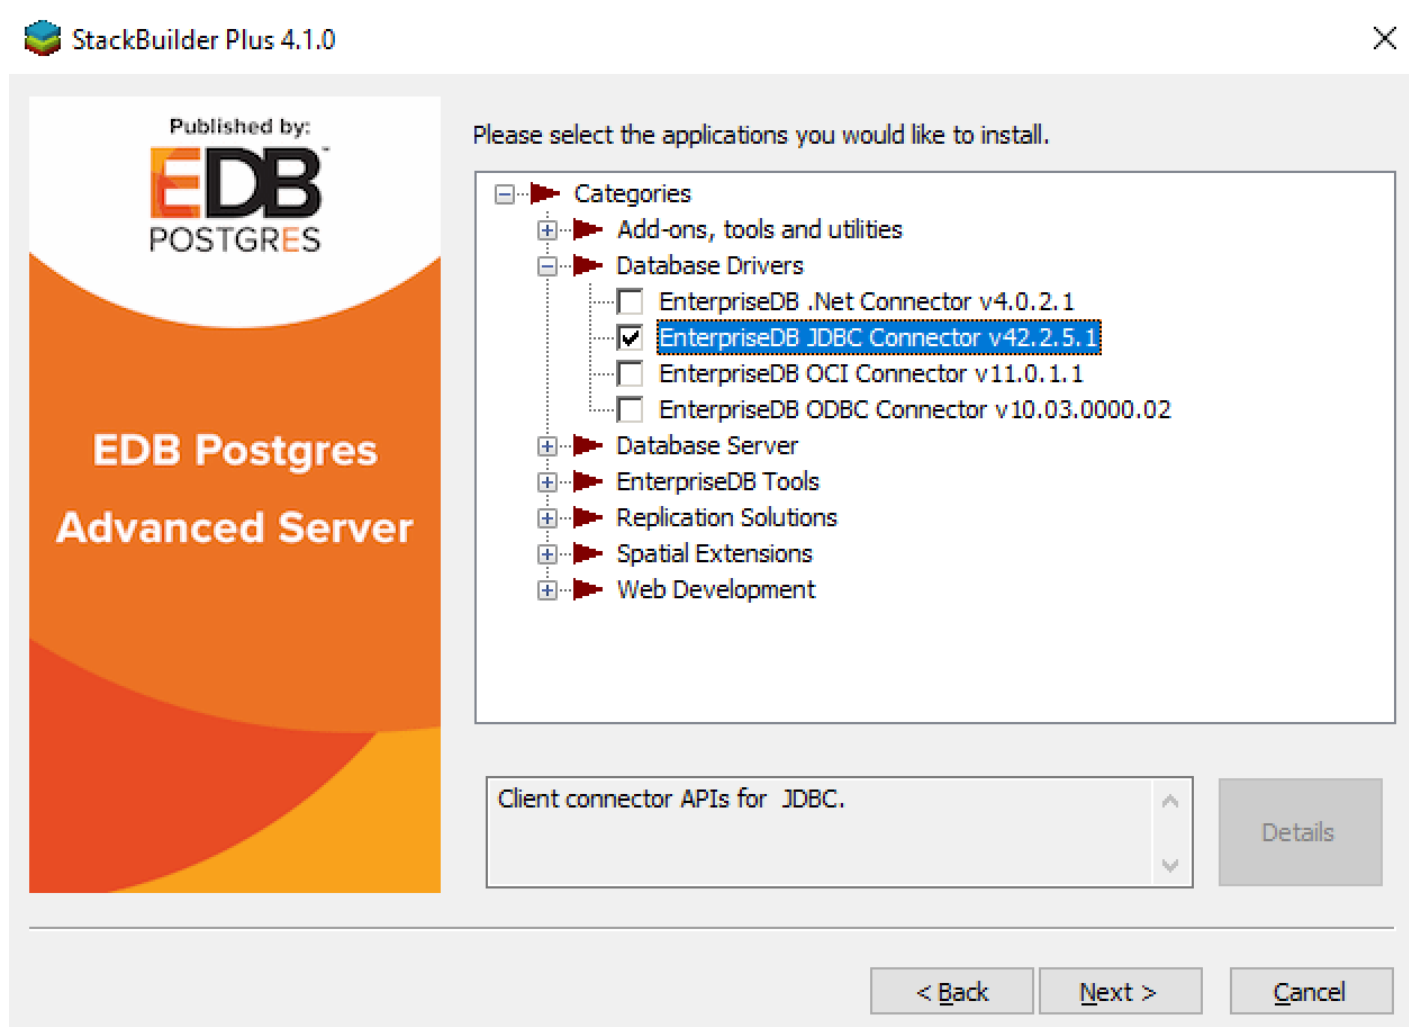 StackBuilder Plus 4.1.0
Published by:
EDB™
POSTGRES
EDB Postgres
Advanced Server
Please select the applications you would like to install.
Categories
Add-ons, tools and utilities
Database Drivers
EnterpriseDB .Net Connector v4.0.2.1
EnterpriseDB JDBC Connector v42.2.5.1
EnterpriseDB OCI Connector v11.0.1.1
EnterpriseDB ODBC Connector v10.03.0000.02
Database Server
EnterpriseDB Tools
Replication Solutions
Spatial Extensions
Web Development
Client connector APIs for  JDBC.
Details
< Back
Next >
Cancel